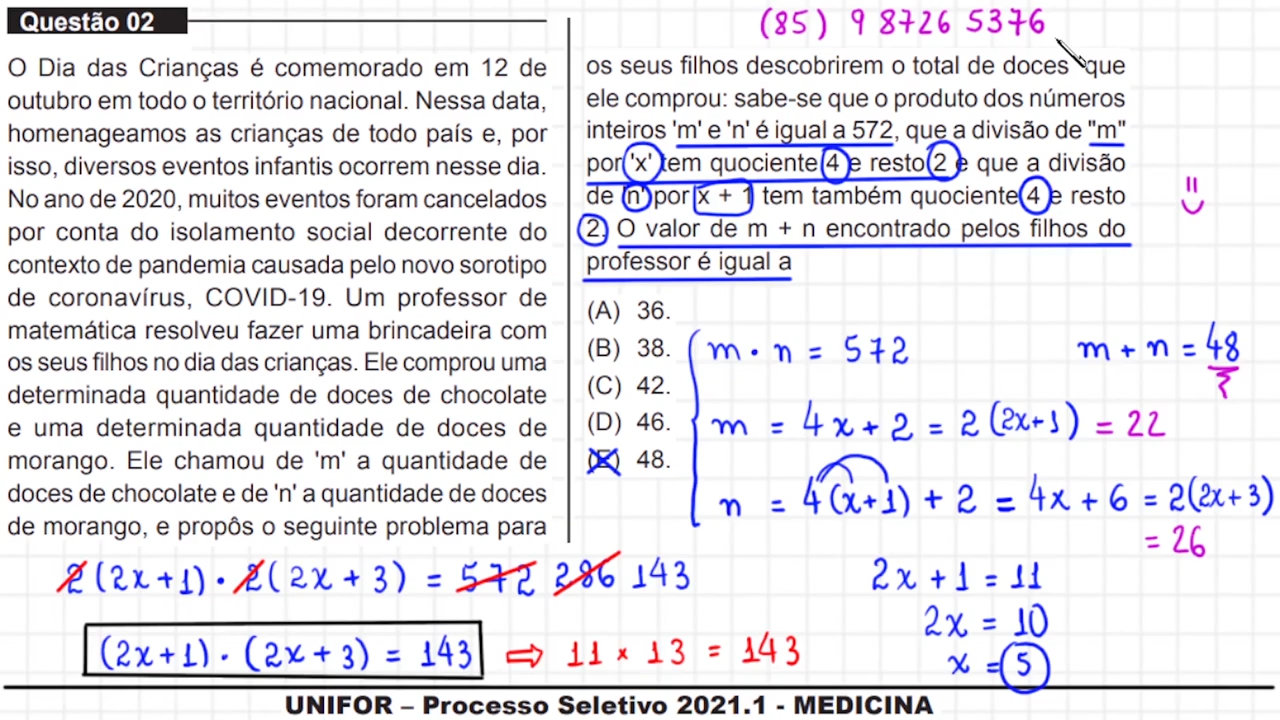 Questão 02
O Dia das Crianças é comemorado em 12 de
outubro em todo o território nacional. Nessa data,
homenageamos as crianças de todo país e, por
isso, diversos eventos infantis ocorrem nesse dia.
No ano de 2020, muitos eventos foram cancelados
por conta do isolamento social decorrente do
contexto de pandemia causada pelo novo sorotipo
de coronavírus, COVID-19. Um professor de
matemática resolveu fazer uma brincadeira com
os seus filhos no dia das crianças. Ele comprou uma
determinada quantidade de doces de chocolate
e uma determinada quantidade de doces de
morango. Ele chamou de 'm' a quantidade de
doces de chocolate e de 'n' a quantidade de doces
de morango, e propôs o seguinte problema para
(85) 9 8726 5376
os seus filhos descobrirem o total de doces que
ele comprou: sabe-se que o produto dos números
inteiros 'm' e 'n' é igual a 572, que a divisão de "m"
por 'x' tem quociente 4 e resto 2 e que a divisão
de 'n' por x + 1 tem também quociente 4 e resto
2. O valor de m + n encontrado pelos filhos do
professor é igual a
(A) 36.
(B) 38.
(C) 42.
(D) 46.
(E) 48.
m · n = 572
m + n = 48
m = 4x + 2 = 2(2x+1) = 22
n = 4(x+1) + 2 = 4x + 6 = 2(2x+3)
= 26
2(2x+1) · 2(2x + 3) = 572 286 143
(2x+1) · (2x+3) = 143 ⇨ 11 × 13 = 143
2x + 1 = 11
2x = 10
x = 5
UNIFOR – Processo Seletivo 2021.1 - MEDICINA